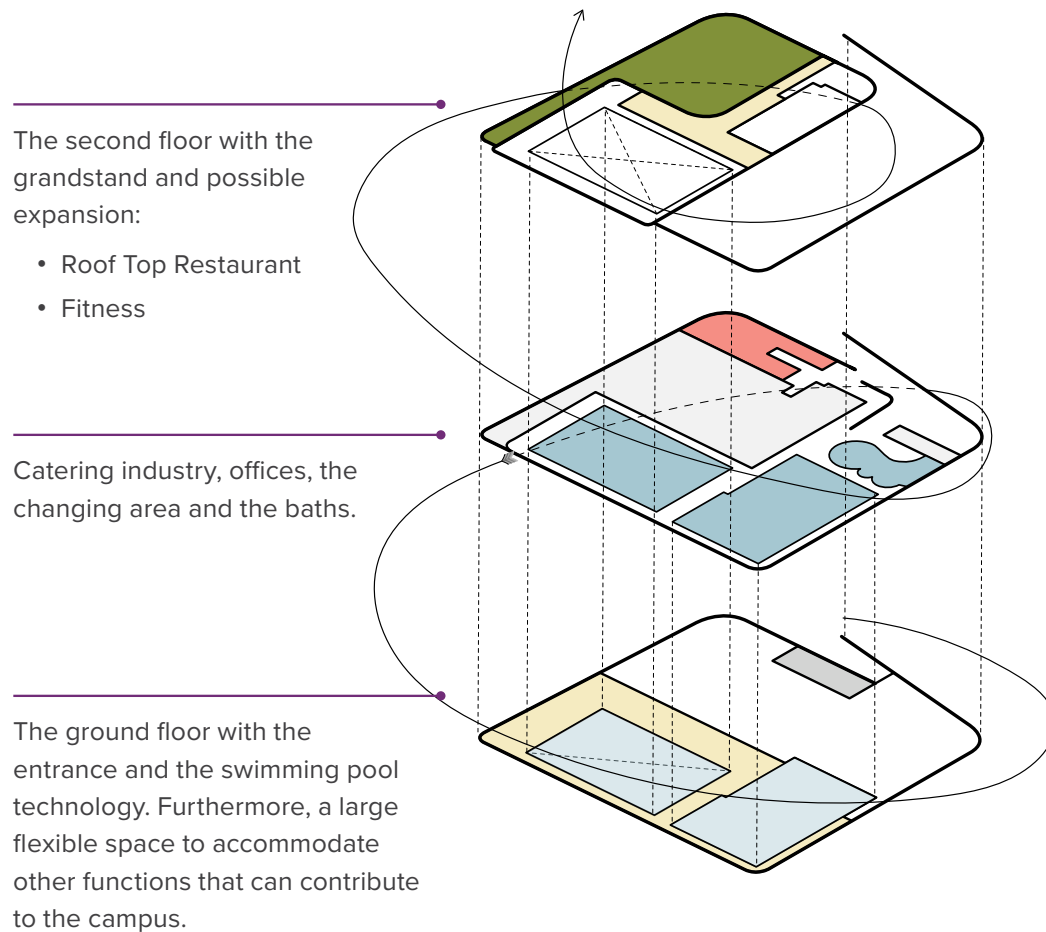 The second floor with the
grandstand and possible
expansion:
• Roof Top Restaurant
• Fitness
Catering industry, offices, the
changing area and the baths.
The ground floor with the
entrance and the swimming pool
technology. Furthermore, a large
flexible space to accommodate
other functions that can contribute
to the campus.